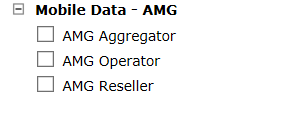 Mobile Data - AMG
AMG Aggregator
AMG Operator
AMG Reseller